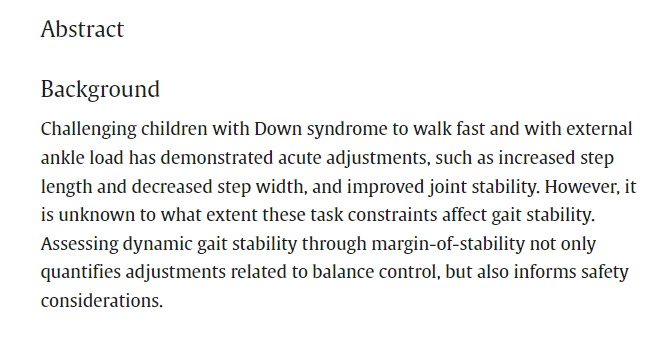 Abstract
Background
Challenging children with Down syndrome to walk fast and with external
ankle load has demonstrated acute adjustments, such as increased step
length and decreased step width, and improved joint stability. However, it
is unknown to what extent these task constraints affect gait stability.
Assessing dynamic gait stability through margin-of-stability not only
quantifies adjustments related to balance control, but also informs safety
considerations.